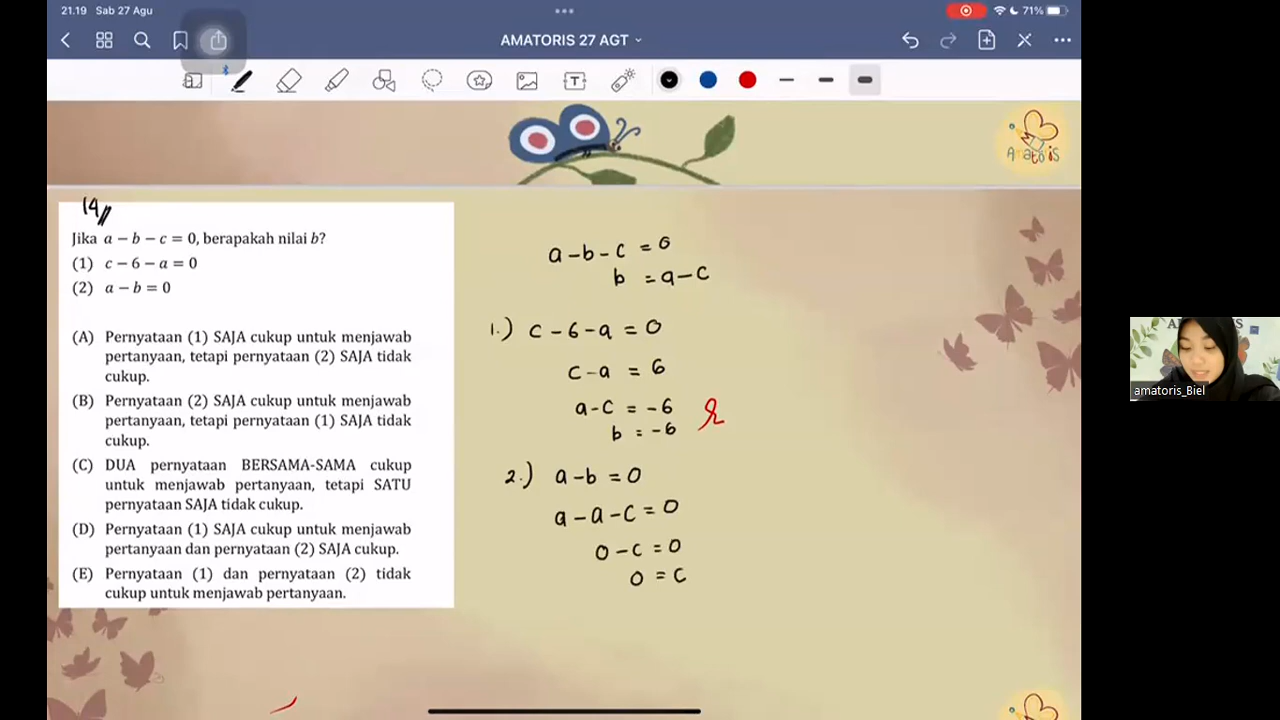 21.19 Sab 27 Agu
71%
AMATORIS 27 AGT
T
Amatoris
14//
Jika a − b − c = 0, berapakah nilai b?
(1) c − 6 − a = 0
(2) a − b = 0
(A) Pernyataan (1) SAJA cukup untuk menjawab
pertanyaan, tetapi pernyataan (2) SAJA tidak
cukup.
(B) Pernyataan (2) SAJA cukup untuk menjawab
pertanyaan, tetapi pernyataan (1) SAJA tidak
cukup.
(C) DUA pernyataan BERSAMA-SAMA cukup
untuk menjawab pertanyaan, tetapi SATU
pernyataan SAJA tidak cukup.
(D) Pernyataan (1) SAJA cukup untuk menjawab
pertanyaan dan pernyataan (2) SAJA cukup.
(E) Pernyataan (1) dan pernyataan (2) tidak
cukup untuk menjawab pertanyaan.
a − b − c = 0
b = a − c
1.) c − 6 − a = 0
c − a = 6
a − c = −6
b = −6
2.) a − b = 0
a − a − c = 0
0 − c = 0
0 = c
amatoris_Biel